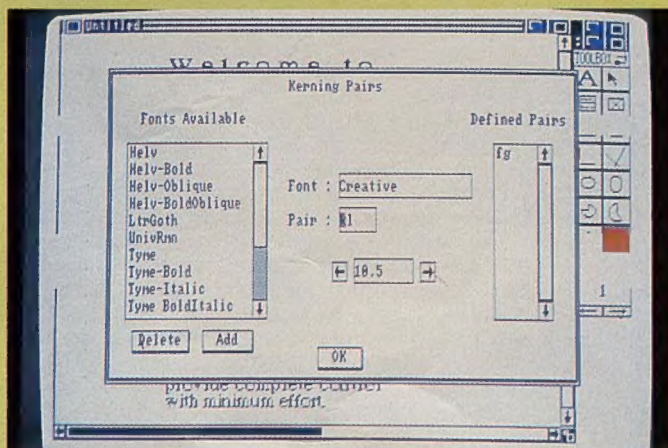 Untitled
Welcome to
TOOLBOX
A
Kerning Pairs
Fonts Available
Defined Pairs
Helv
Helv-Bold
Helv-Oblique
Helv-BoldOblique
LtrGoth
UnivRmn
Tyme
Tyme-Bold
Tyme-Italic
Tyme BoldItalic
Font : Creative
Pair :
10.5
fg
1
Delete
Add
OK
provide complete control
with minimum effort.